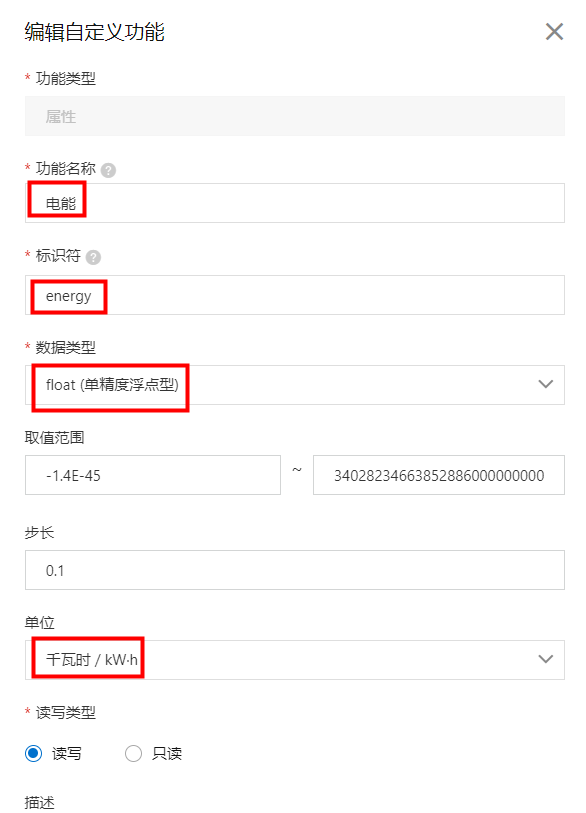 编辑自定义功能
* 功能类型
属性
* 功能名称 ?
电能
* 标识符 ?
energy
* 数据类型
float (单精度浮点型)
取值范围
-1.4E-45 ~ 34028234663852886000000000
步长
0.1
单位
千瓦时 / kW·h
* 读写类型
读写 只读
描述